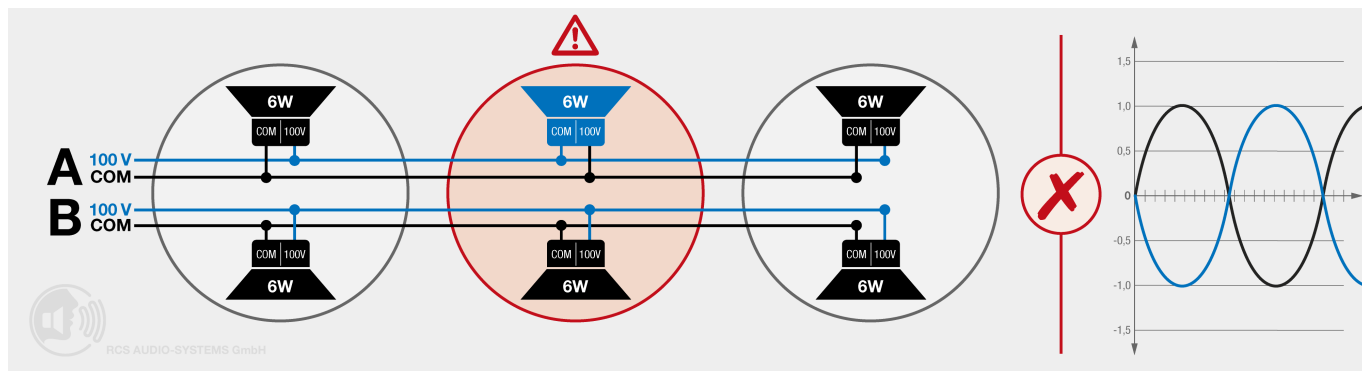 6W 6W 6W
COM 100V COM 100V COM 100V
A 100 V
COM
B 100 V
COM
COM 100V COM 100V COM 100V
6W 6W 6W
RCS AUDIO-SYSTEMS GmbH
1,5
1,0
0,5
0
-0,5
-1,0
-1,5